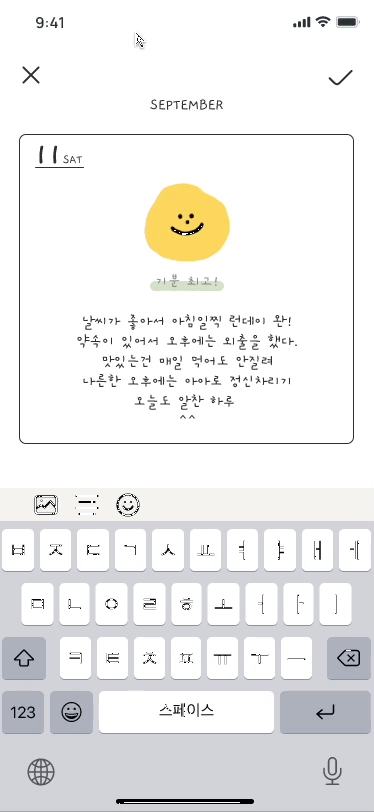 9:41
SEPTEMBER
11 SAT
기분 최고!
날씨가 좋아서 아침일찍 런데이 완!
약속이 있어서 오후에는 외출을 했다.
맛있는건 매일 먹어도 안질려
나른한 오후에는 아아로 정신차리기
오늘도 알찬 하루
^^
ㅂ ㅈ ㄷ ㄱ ㅅ ㅛ ㅕ ㅑ ㅐ ㅔ
ㅁ ㄴ ㅇ ㄹ ㅎ ㅗ ㅓ ㅏ ㅣ
ㅋ ㅌ ㅊ ㅍ ㅠ ㅜ ㅡ
123 스페이스